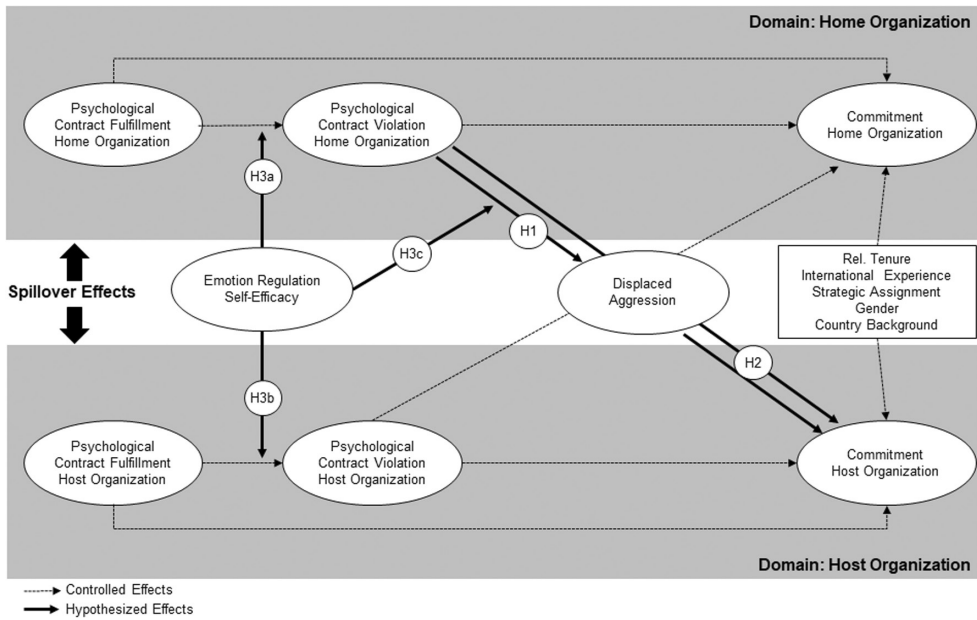 Domain: Home Organization
Psychological
Contract Fulfillment
Home Organization
Psychological
Contract Violation
Home Organization
Commitment
Home Organization
H3a
H3c
H1
Spillover Effects
Emotion Regulation
Self-Efficacy
Displaced
Aggression
Rel. Tenure
International Experience
Strategic Assignment
Gender
Country Background
H3b
H2
Psychological
Contract Fulfillment
Host Organization
Psychological
Contract Violation
Host Organization
Commitment
Host Organization
Domain: Host Organization
Controlled Effects
Hypothesized Effects